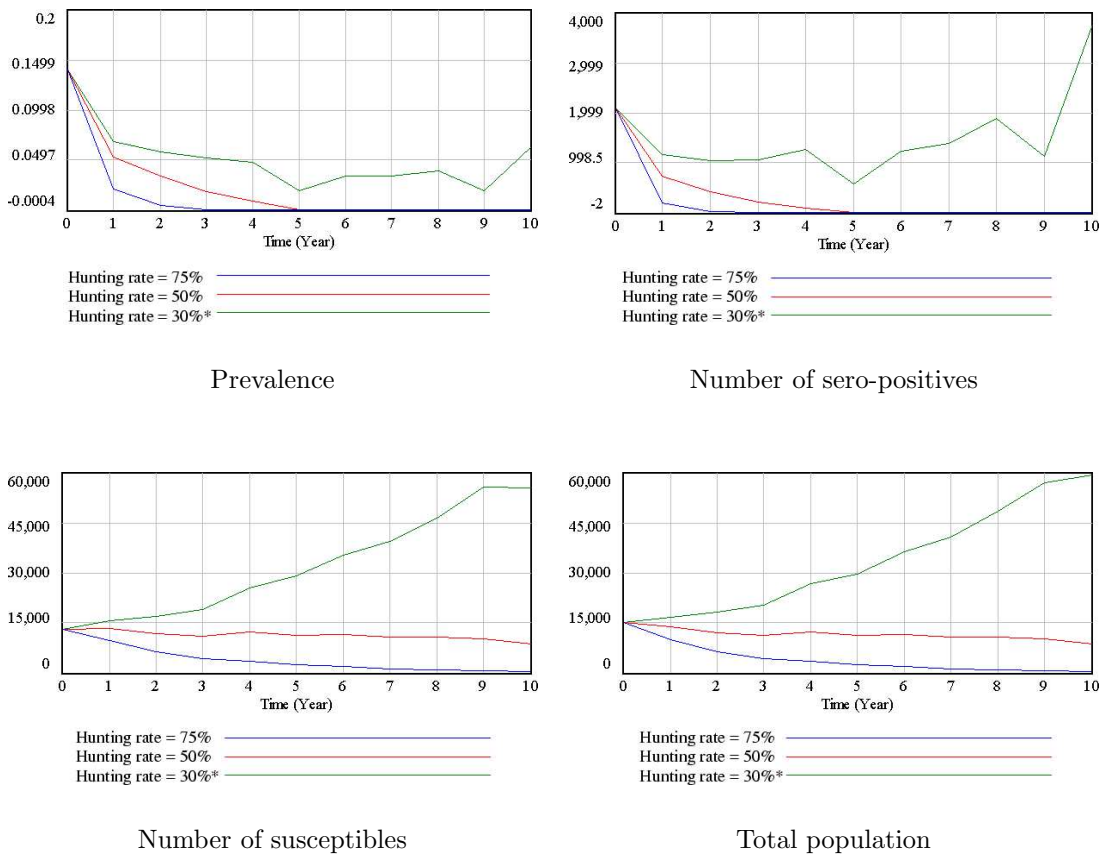 0.2
0.1499
0.0998
0.0497
-0.0004
0 1 2 3 4 5 6 7 8 9 10
Time (Year)
Hunting rate = 75%
Hunting rate = 50%
Hunting rate = 30%*
Prevalence
4,000
2,999
1,999
998.5
-2
0 1 2 3 4 5 6 7 8 9 10
Time (Year)
Hunting rate = 75%
Hunting rate = 50%
Hunting rate = 30%*
Number of sero-positives
60,000
45,000
30,000
15,000
0
0 1 2 3 4 5 6 7 8 9 10
Time (Year)
Hunting rate = 75%
Hunting rate = 50%
Hunting rate = 30%*
Number of susceptibles
60,000
45,000
30,000
15,000
0
0 1 2 3 4 5 6 7 8 9 10
Time (Year)
Hunting rate = 75%
Hunting rate = 50%
Hunting rate = 30%*
Total population